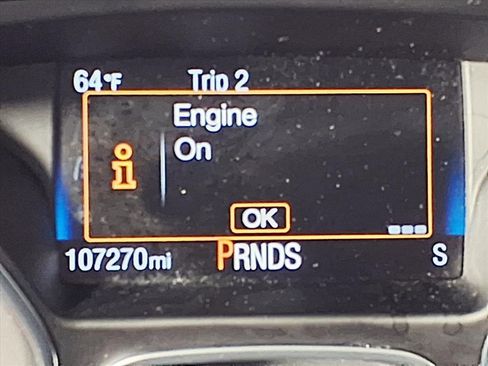 64°F Trip 2
Engine
On
i
OK
107270mi PRNDS S